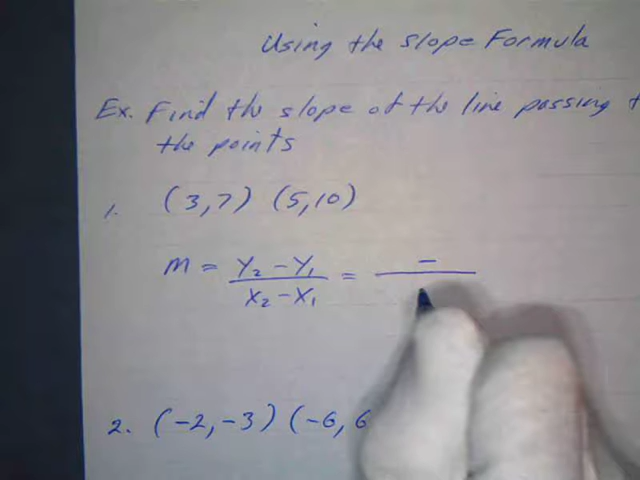 Using the Slope Formula
Ex. Find the slope of the line passing
the points
1. (3,7) (5,10)
m = Y₂ - Y₁ / X₂ - X₁ = -
2. (-2,-3) (-6,6